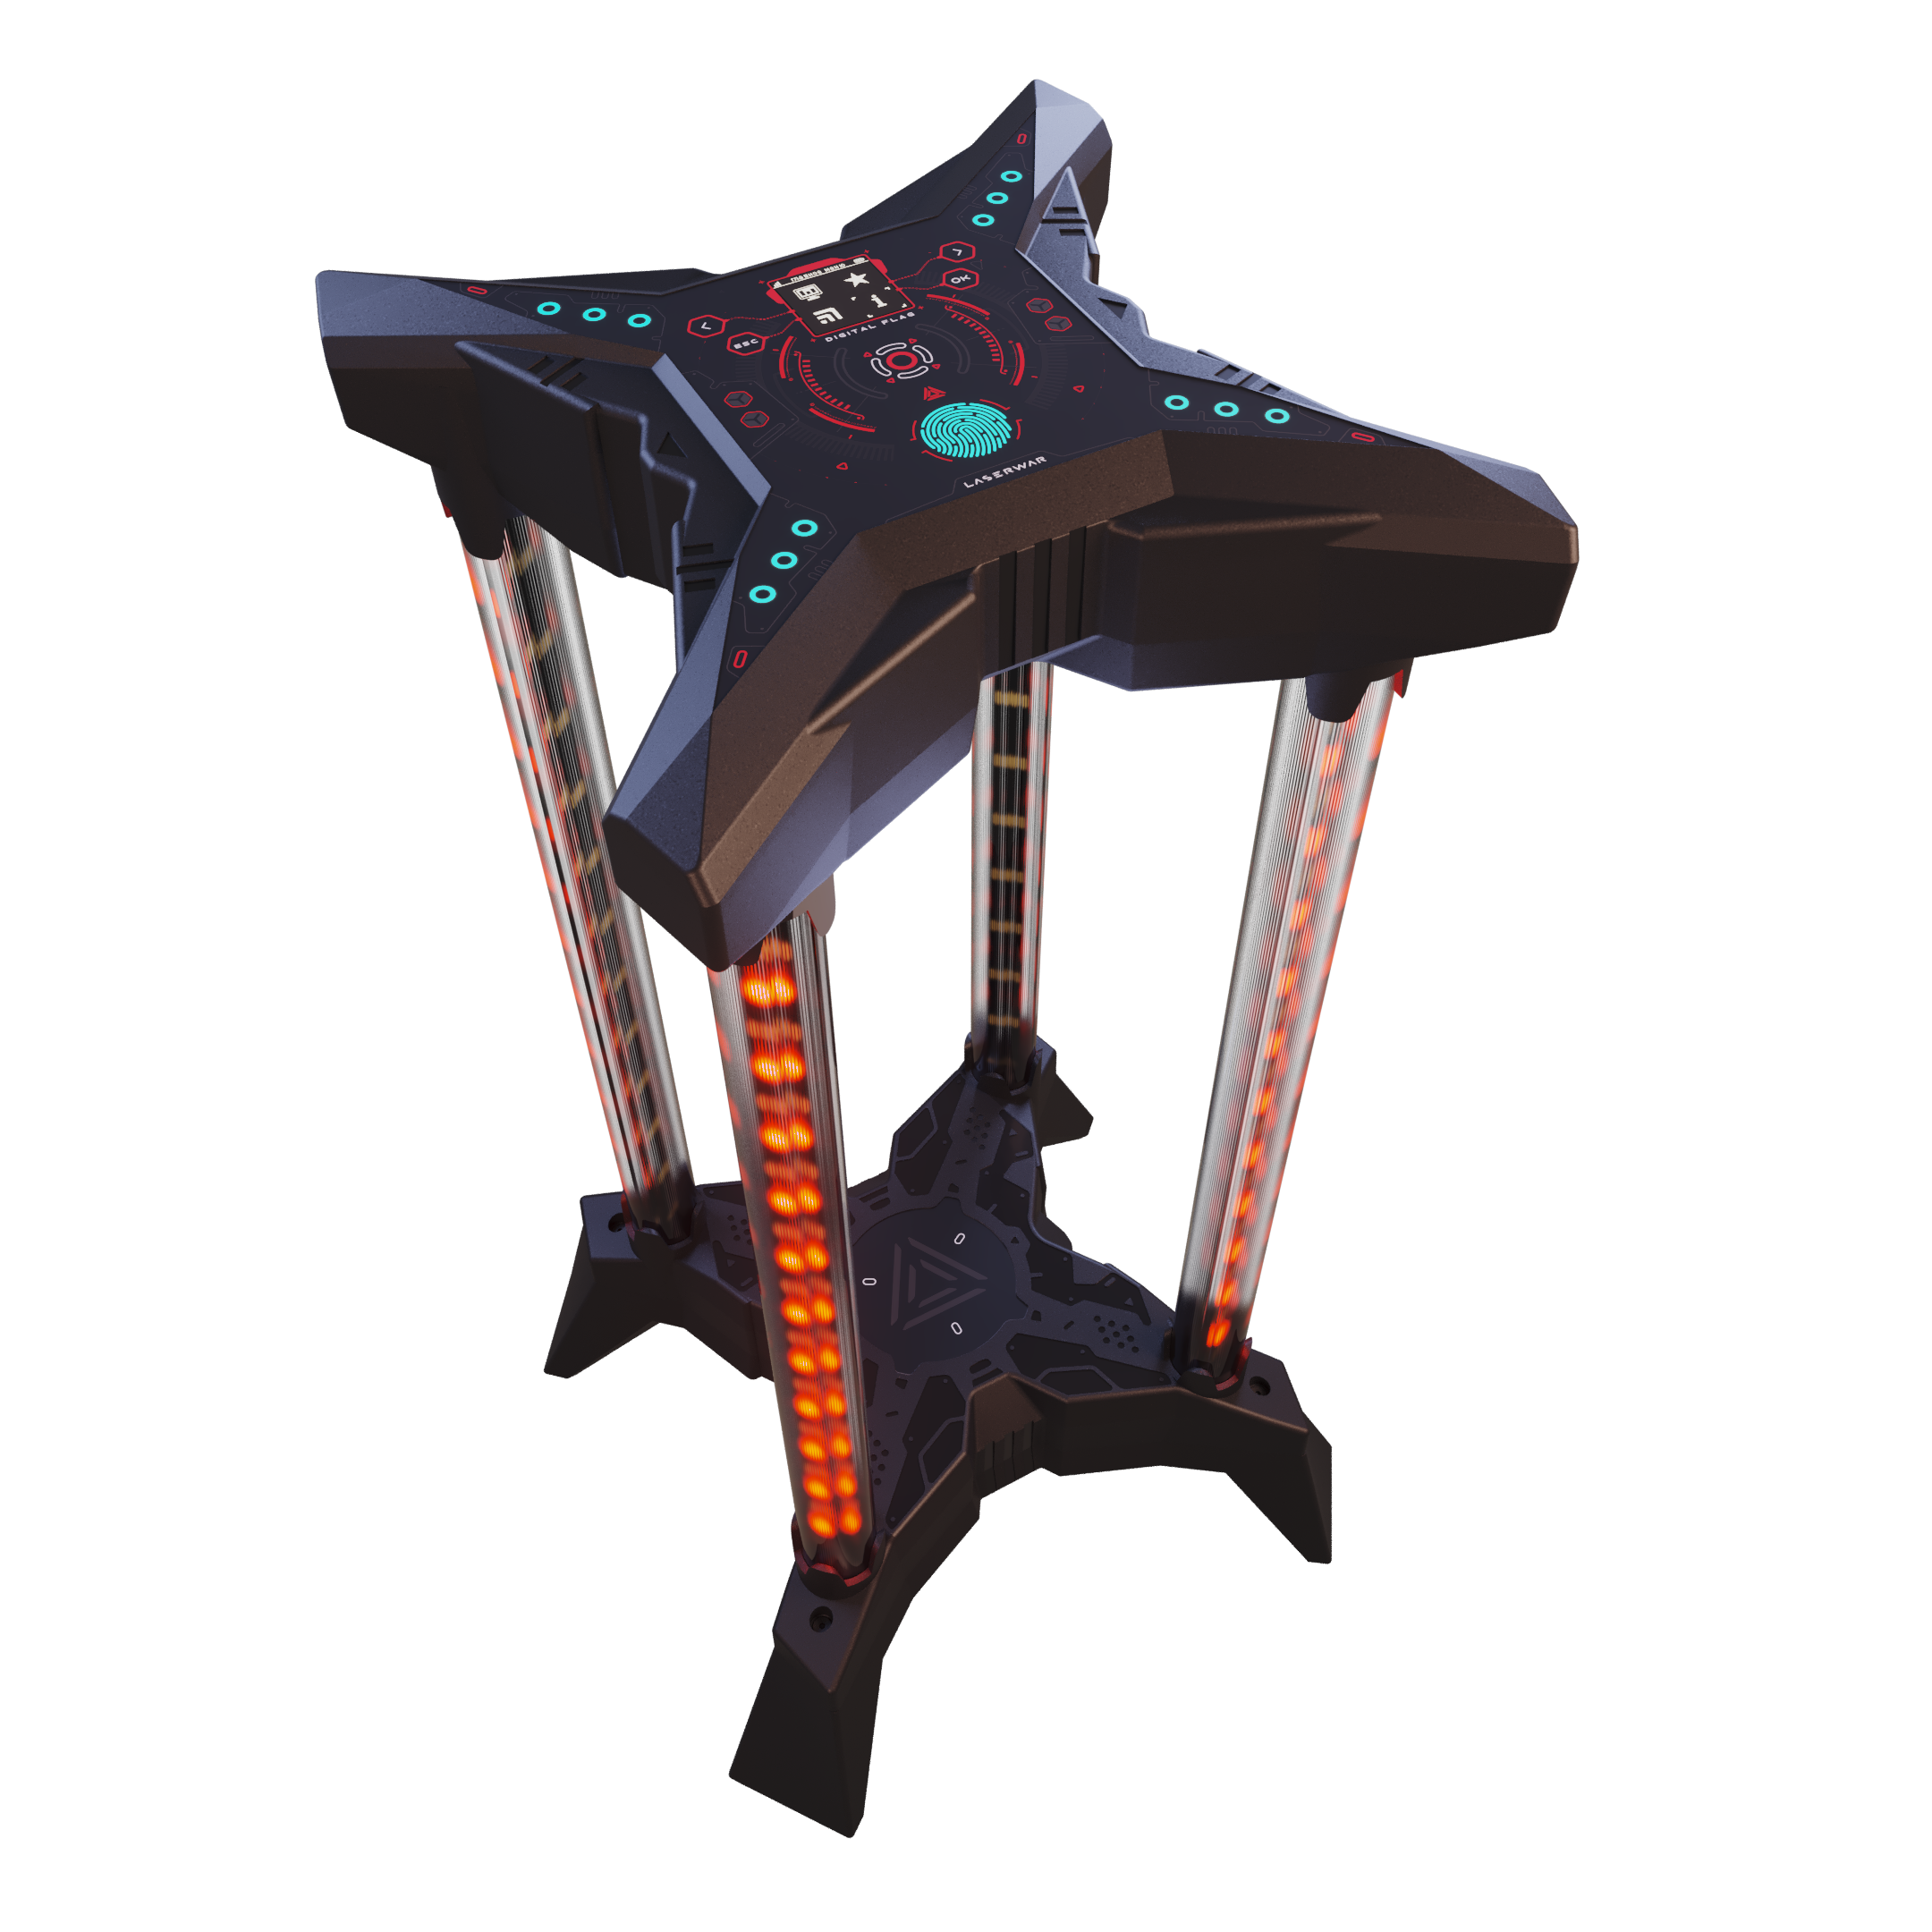 >
OK
<
ESC
DIGITAL FLAG
LASERWAR